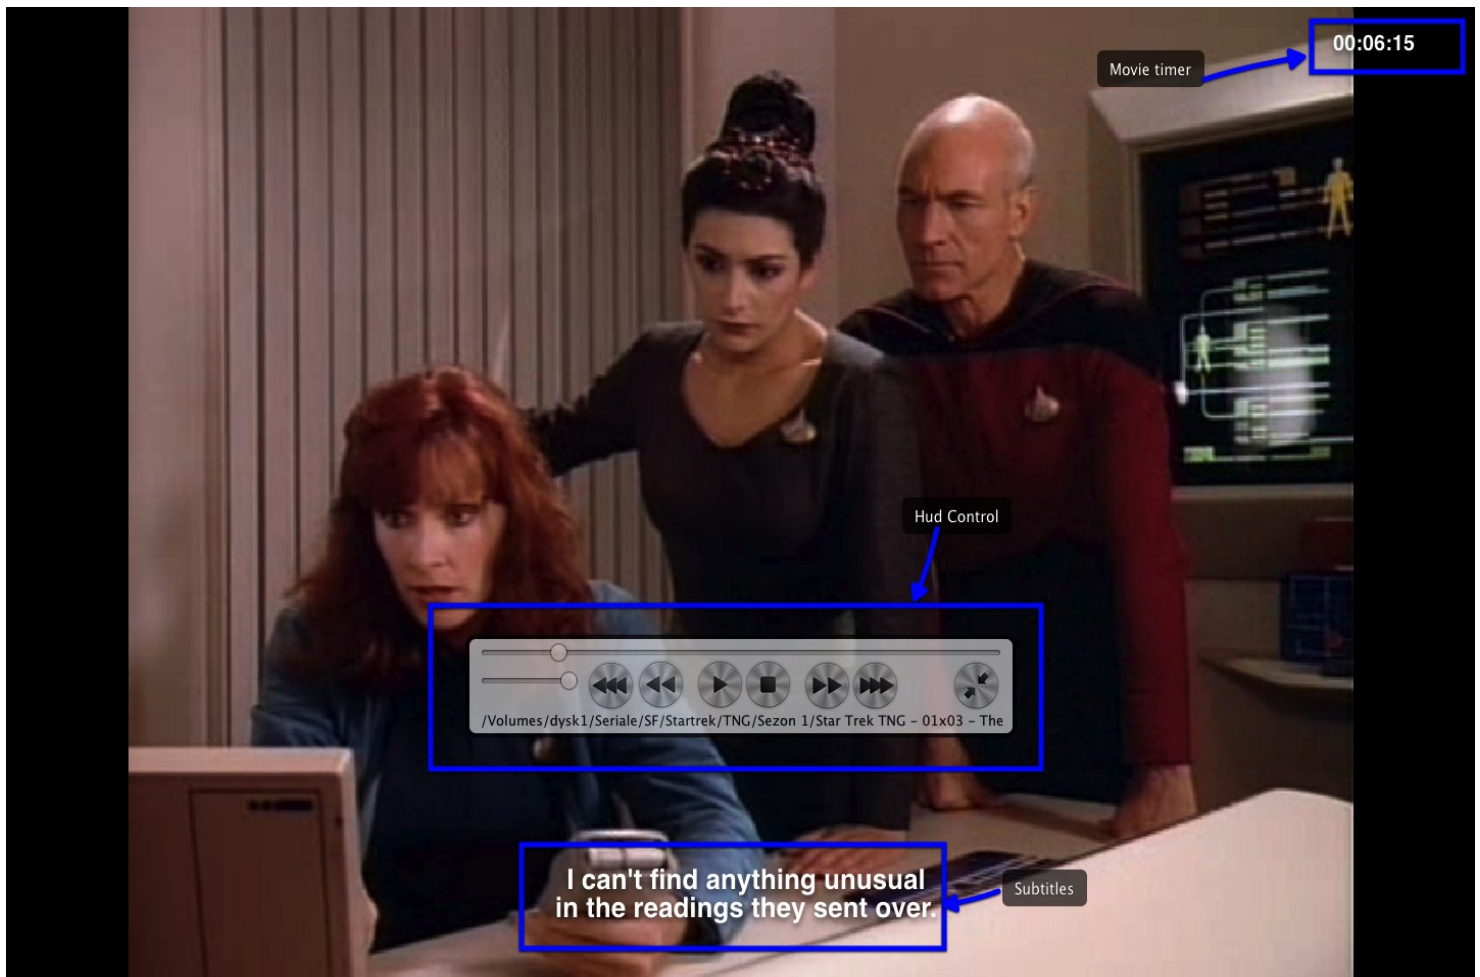 00:06:15
Movie timer
Hud Control
/Volumes/dysk1/Seriale/SF/Startrek/TNG/Sezon 1/Star Trek TNG - 01x03 - The
I can't find anything unusual
in the readings they sent over.
Subtitles